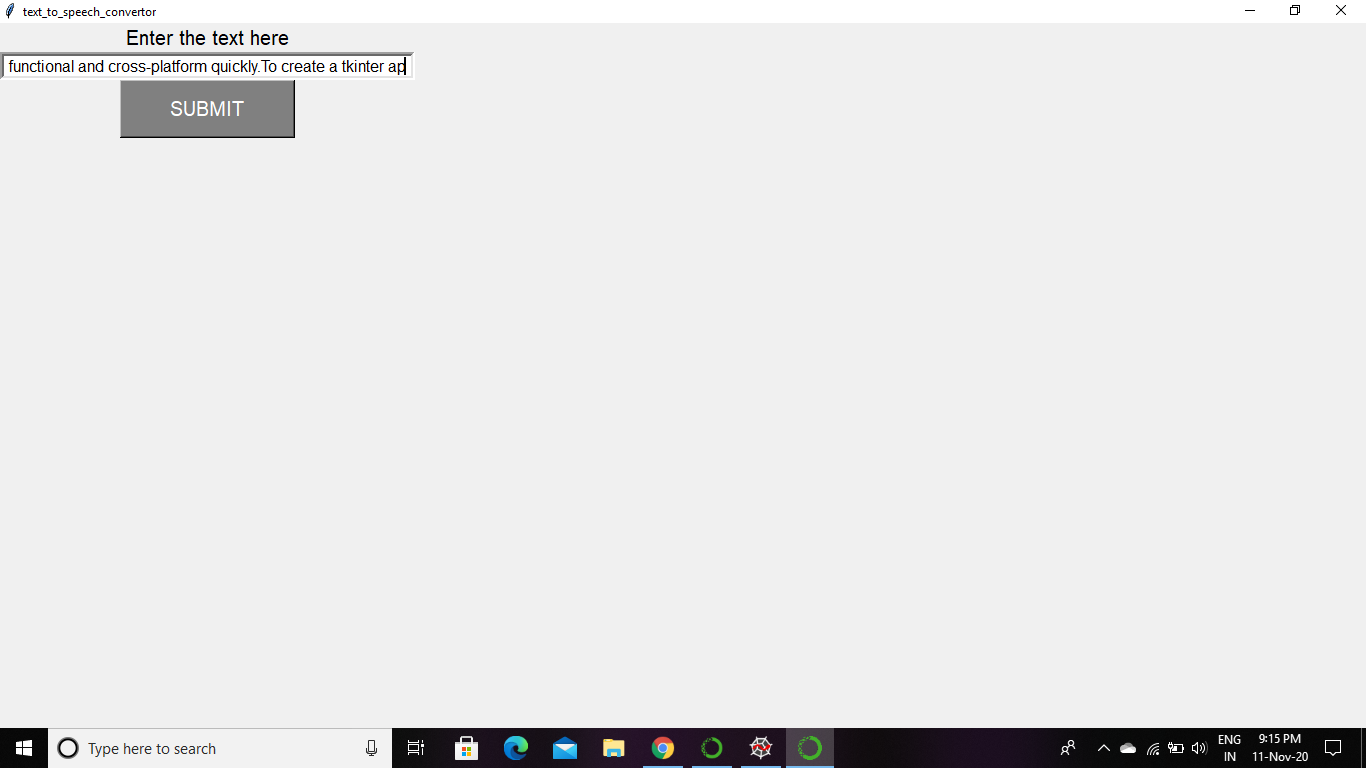 text_to_speech_convertor
Enter the text here
functional and cross-platform quickly.To create a tkinter ap
SUBMIT
Type here to search
ENG
IN
9:15 PM
11-Nov-20